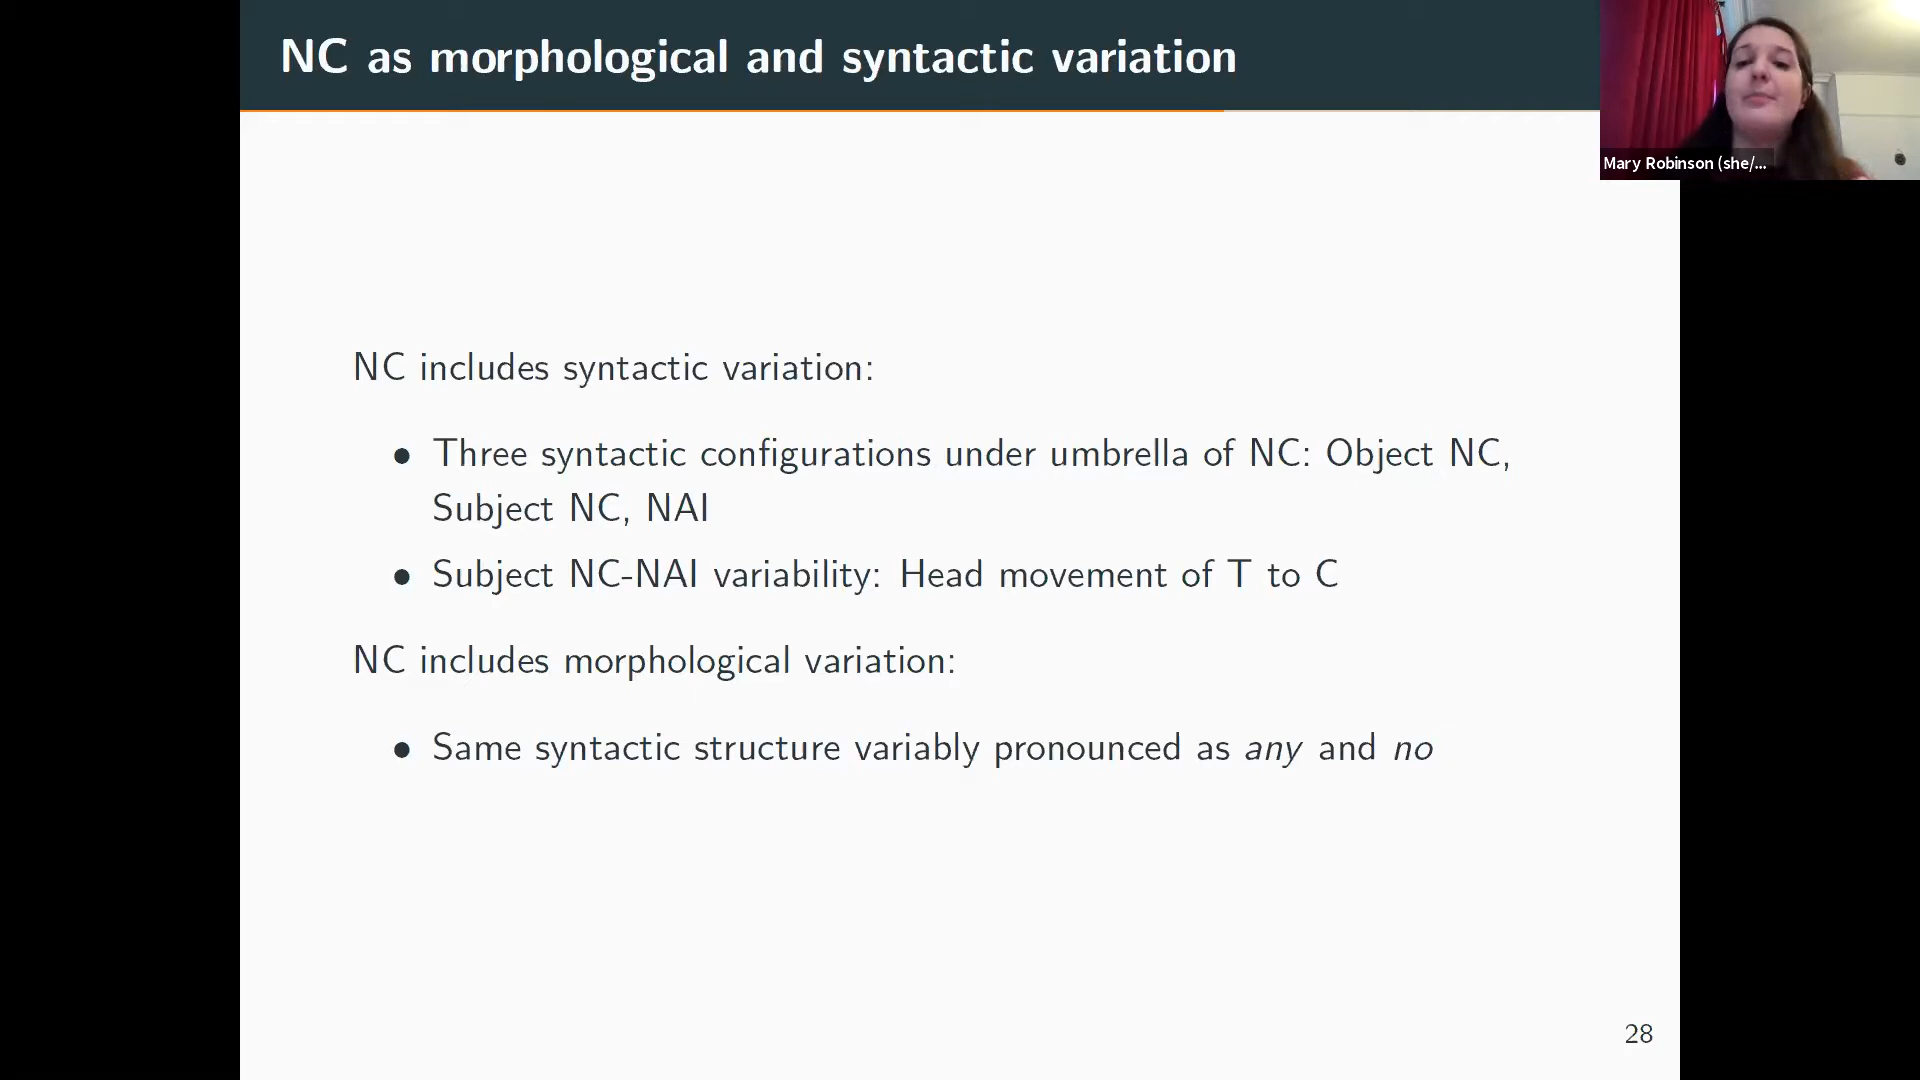 NC as morphological and syntactic variation
Mary Robinson (she/...
NC includes syntactic variation:
• Three syntactic configurations under umbrella of NC: Object NC,
Subject NC, NAI
• Subject NC-NAI variability: Head movement of T to C
NC includes morphological variation:
• Same syntactic structure variably pronounced as any and no
28